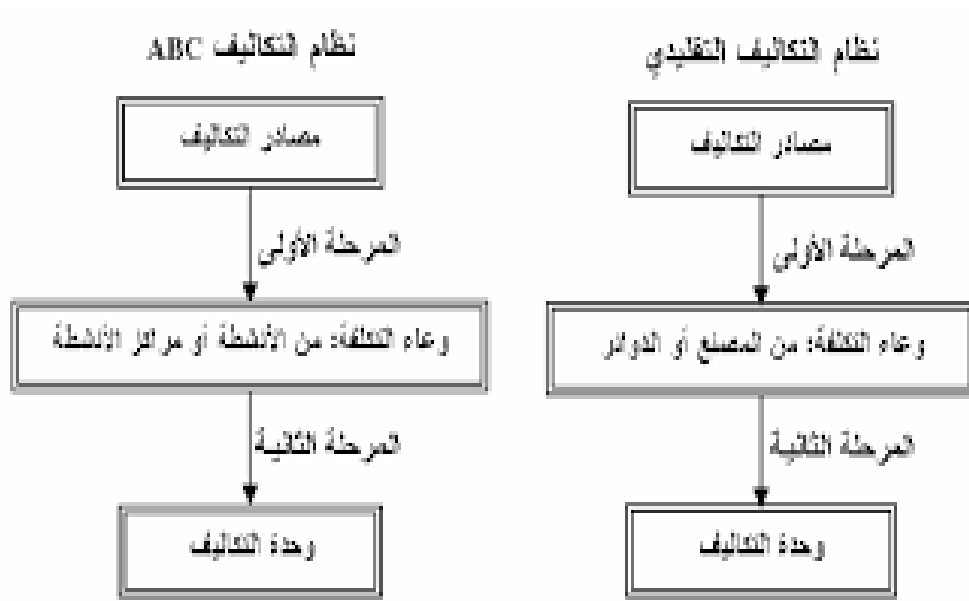 نظام التكاليف التقليدي
مصادر التكاليف
المرحلة الأولى
وعاء التكلفة: من المصنع أو الدوائر
المرحلة الثانية
وحدة التكاليف
نظام التكاليف ABC
مصادر التكاليف
المرحلة الأولى
وعاء التكلفة: من الأنشطة أو مراكز الأنشطة
المرحلة الثانية
وحدة التكاليف